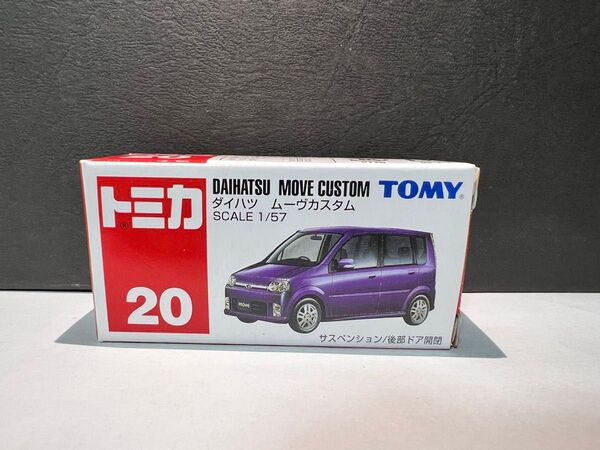 トミカ
20
DAIHATSU MOVE CUSTOM TOMY
ダイハツ ムーヴカスタム
SCALE 1/57
サスペンション/後部ドア開閉